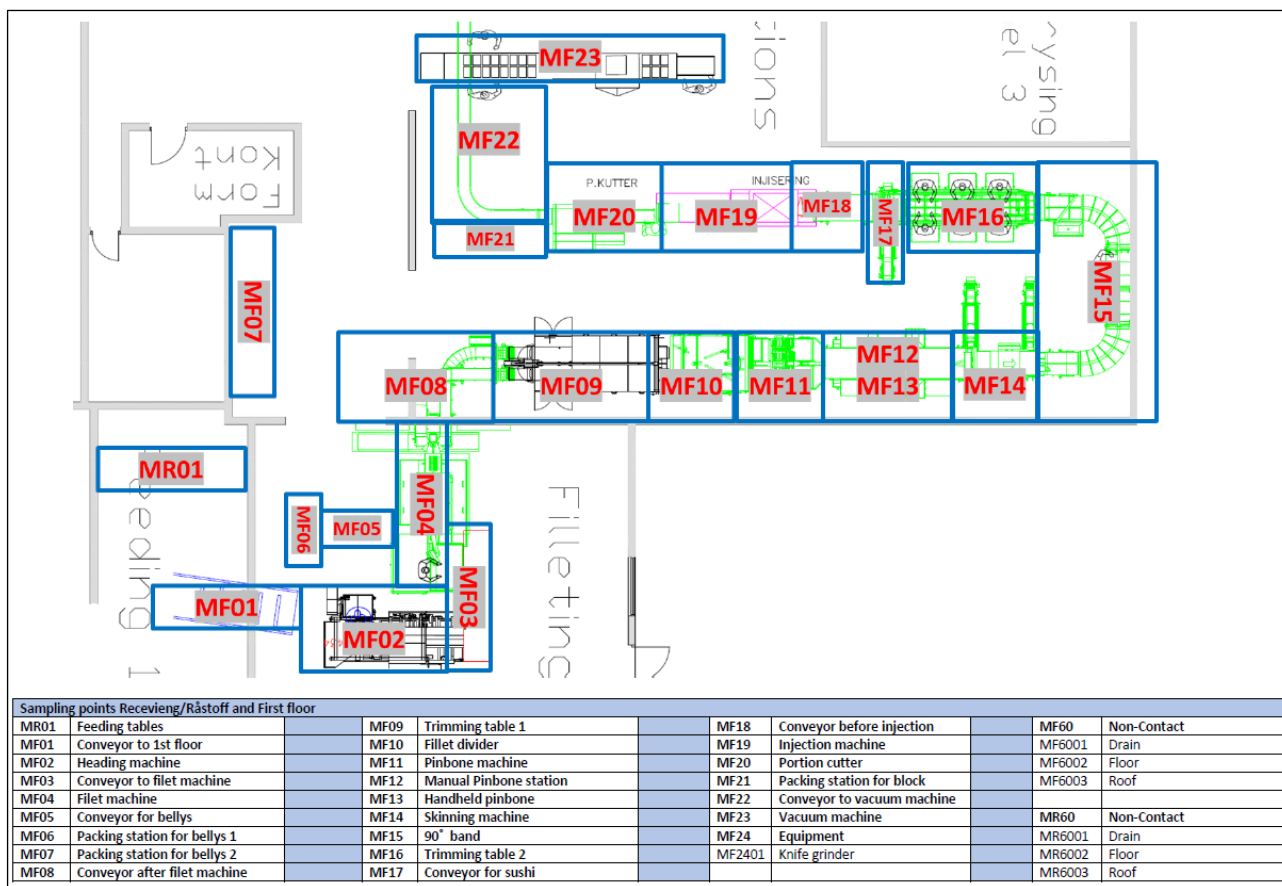 MF23
MF22
MF21
P.KUTTER
MF20
INJISERING
MF19
MF18
MF17
MF16
MF15
Form
Kont
MF07
MF08
MF09
MF10
MF11
MF12
MF13
MF14
MR01
MF06
MF05
MF04
MF03
MF01
MF02
Filleting
Sampling points Recevieng/Råstoff and First floor
MR01 Feeding tables MF09 Trimming table 1 MF18 Conveyor before injection MF60 Non-Contact
MF01 Conveyor to 1st floor MF10 Fillet divider MF19 Injection machine MF6001 Drain
MF02 Heading machine MF11 Pinbone machine MF20 Portion cutter MF6002 Floor
MF03 Conveyor to filet machine MF12 Manual Pinbone station MF21 Packing station for block MF6003 Roof
MF04 Filet machine MF13 Handheld pinbone MF22 Conveyor to vacuum machine
MF05 Conveyor for bellys MF14 Skinning machine MF23 Vacuum machine MR60 Non-Contact
MF06 Packing station for bellys 1 MF15 90° band MF24 Equipment MR6001 Drain
MF07 Packing station for bellys 2 MF16 Trimming table 2 MF2401 Knife grinder MR6002 Floor
MF08 Conveyor after filet machine MF17 Conveyor for sushi MR6003 Roof